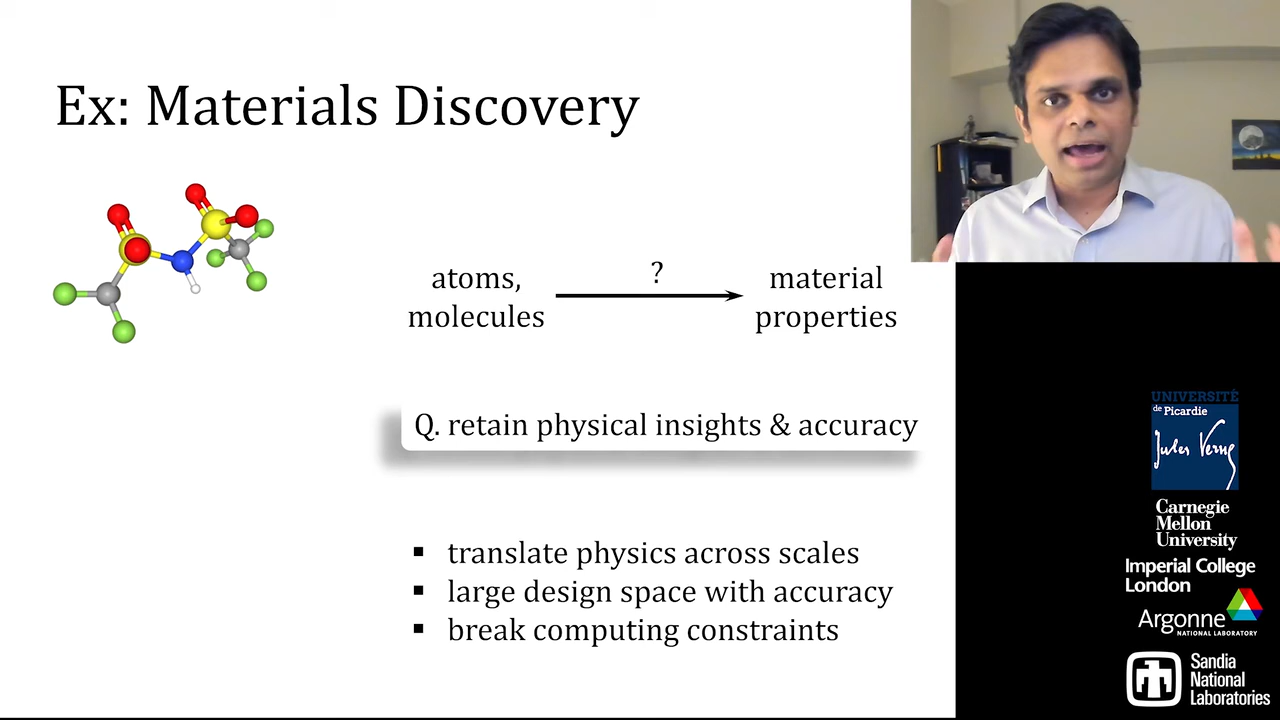 Ex: Materials Discovery
atoms,
molecules
?
material
properties
Q. retain physical insights & accuracy
▪ translate physics across scales
▪ large design space with accuracy
▪ break computing constraints
UNIVERSITÉ
de Picardie
Jules Verne
Carnegie
Mellon
University
Imperial College
London
Argonne
NATIONAL LABORATORY
Sandia
National
Laboratories